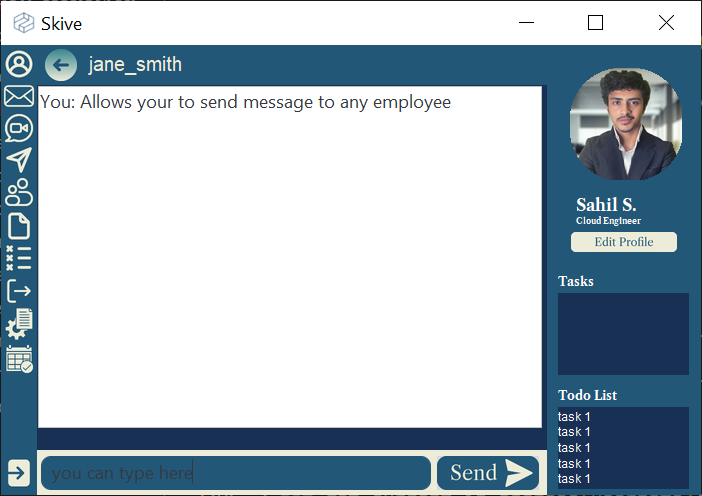 Skive
jane_smith
You: Allows your to send message to any employee
Sahil S.
Cloud Engineer
Edit Profile
Tasks
Todo List
task 1
task 1
task 1
task 1
task 1
you can type here
Send